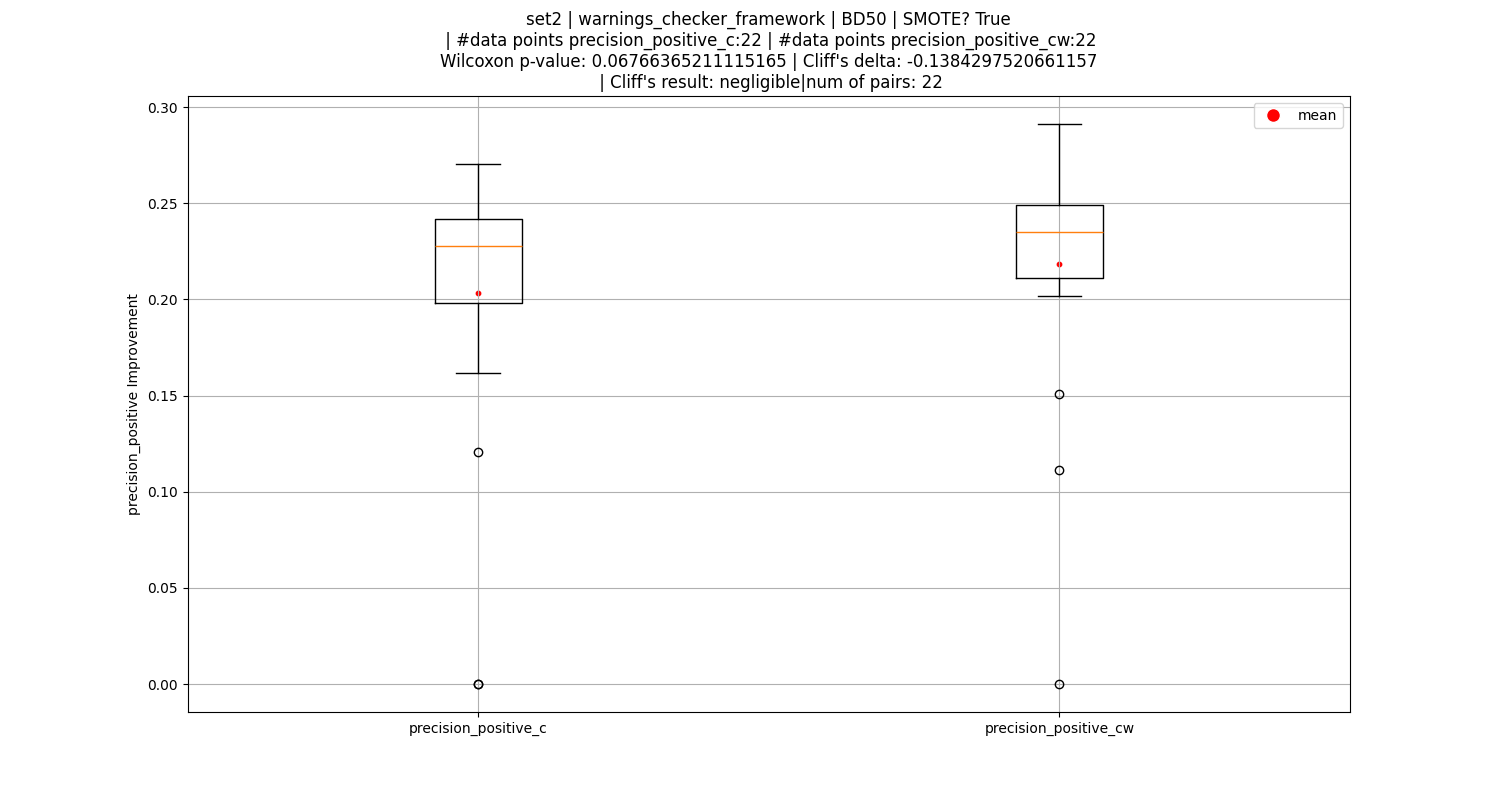 set2 | warnings_checker_framework | BD50 | SMOTE? True
| #data points precision_positive_c:22 | #data points precision_positive_cw:22
Wilcoxon p-value: 0.06766365211115165 | Cliff's delta: -0.1384297520661157
| Cliff's result: negligible|num of pairs: 22
mean
0.30
0.25
0.20
0.15
0.10
0.05
0.00
precision_positive Improvement
precision_positive_c
precision_positive_cw